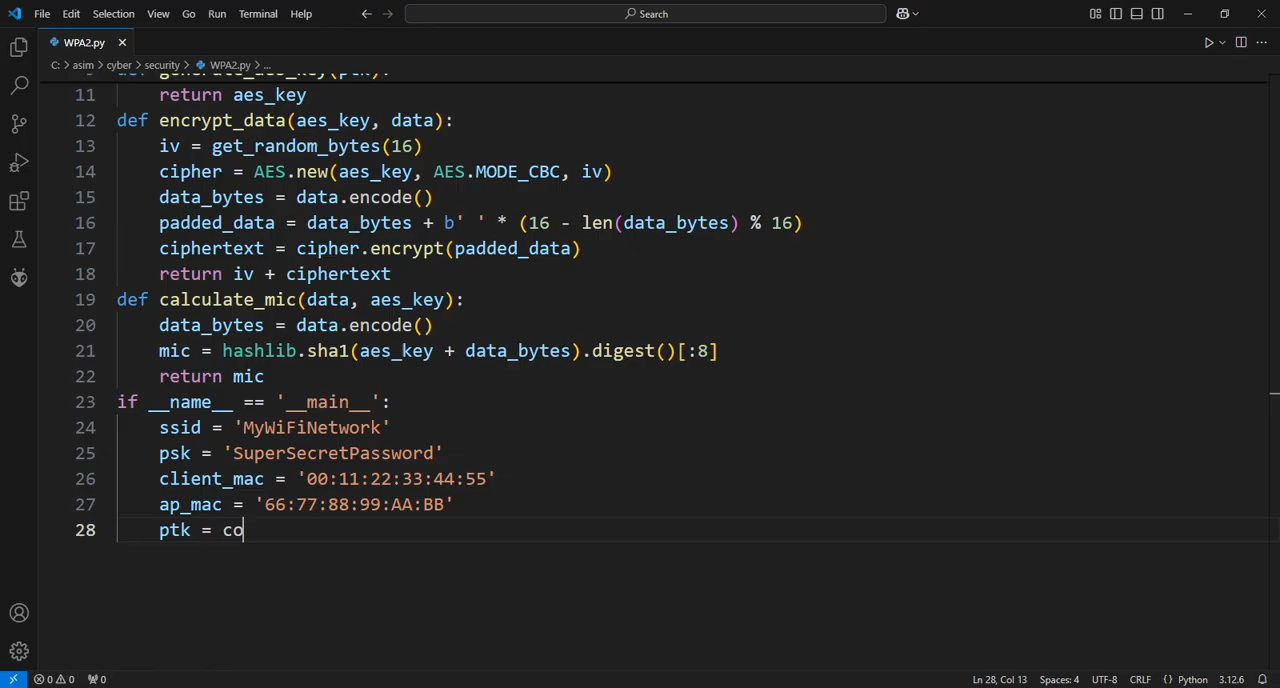 File Edit Selection View Go Run Terminal Help Search
WPA2.py
C: > asim > cyber > security > WPA2.py > ...
def generate_aes_key(ptk):
11 return aes_key
12 def encrypt_data(aes_key, data):
13 iv = get_random_bytes(16)
14 cipher = AES.new(aes_key, AES.MODE_CBC, iv)
15 data_bytes = data.encode()
16 padded_data = data_bytes + b' ' * (16 - len(data_bytes) % 16)
17 ciphertext = cipher.encrypt(padded_data)
18 return iv + ciphertext
19 def calculate_mic(data, aes_key):
20 data_bytes = data.encode()
21 mic = hashlib.sha1(aes_key + data_bytes).digest()[:8]
22 return mic
23 if __name__ == '__main__':
24 ssid = 'MyWiFiNetwork'
25 psk = 'SuperSecretPassword'
26 client_mac = '00:11:22:33:44:55'
27 ap_mac = '66:77:88:99:AA:BB'
28 ptk = co
0 0 0 Ln 28, Col 13 Spaces: 4 UTF-8 CRLF {} Python 3.12.6